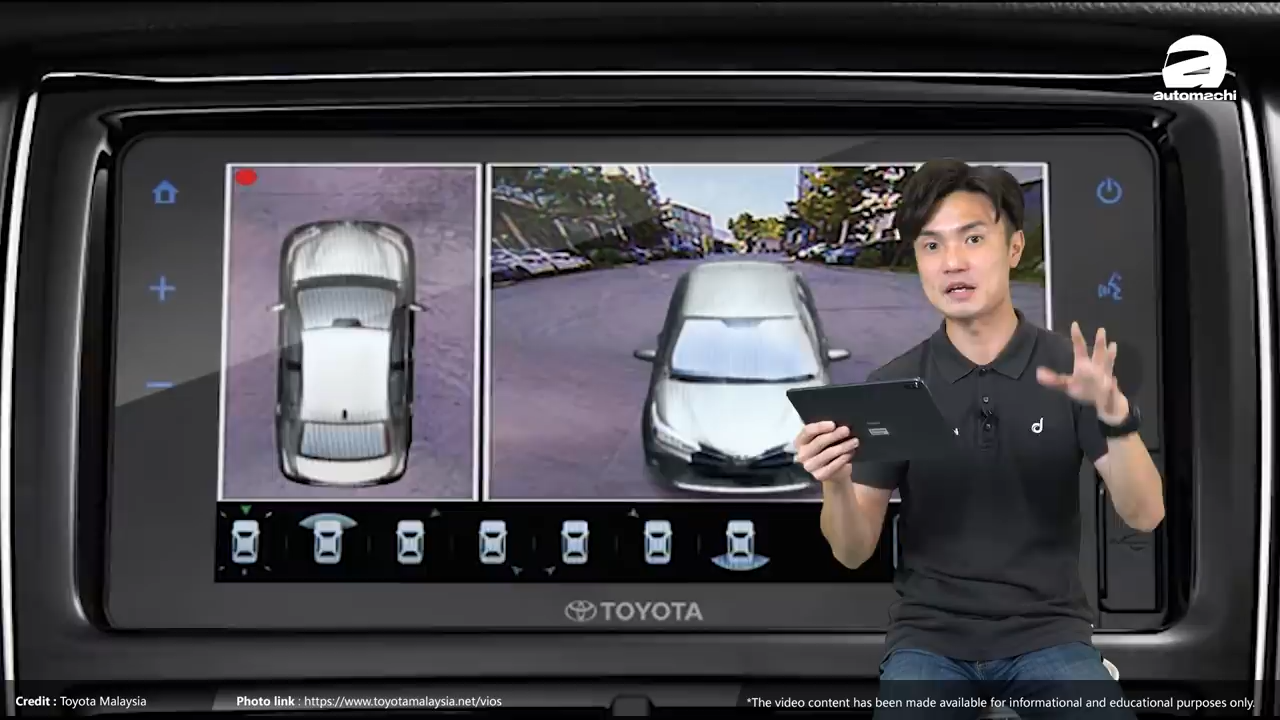 automachi
TOYOTA
Credit : Toyota Malaysia
Photo link : https://www.toyotamalaysia.net/vios
*The video content has been made available for informational and educational purposes only.